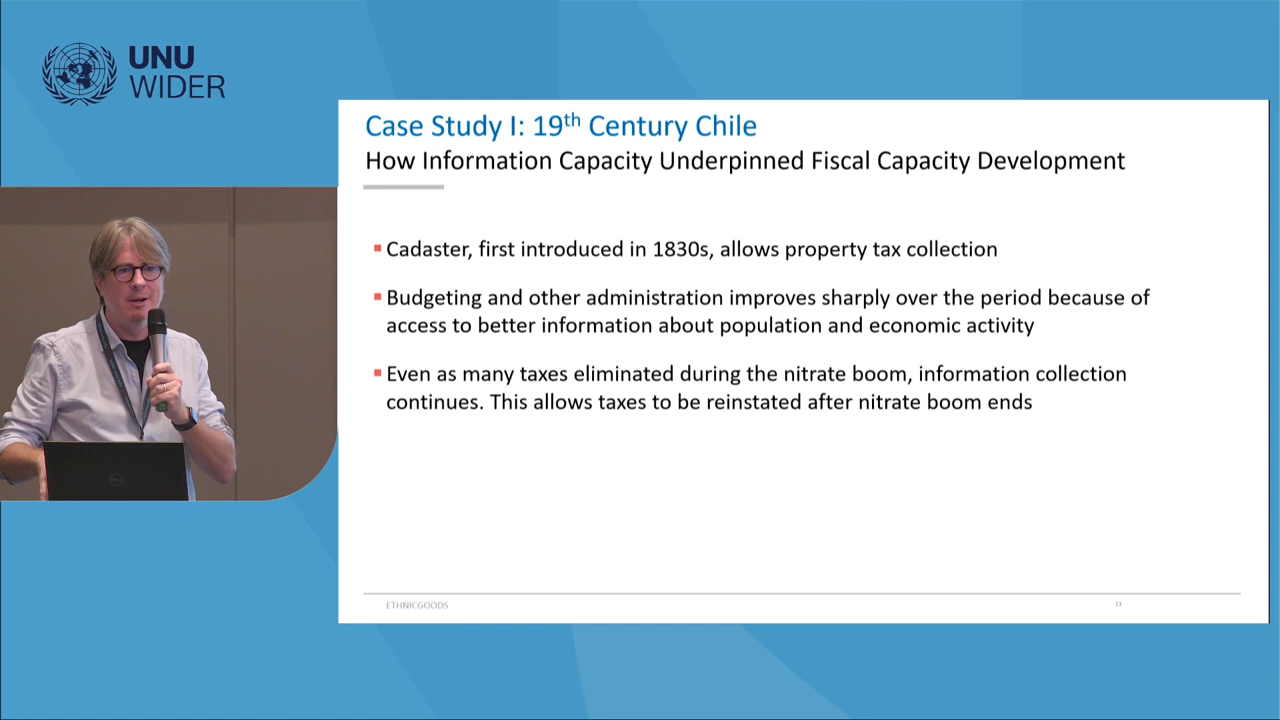 UNU
WIDER
Case Study I: 19th Century Chile
How Information Capacity Underpinned Fiscal Capacity Development
Cadaster, first introduced in 1830s, allows property tax collection
Budgeting and other administration improves sharply over the period because of
access to better information about population and economic activity
Even as many taxes eliminated during the nitrate boom, information collection
continues. This allows taxes to be reinstated after nitrate boom ends
ETHNICGOODS